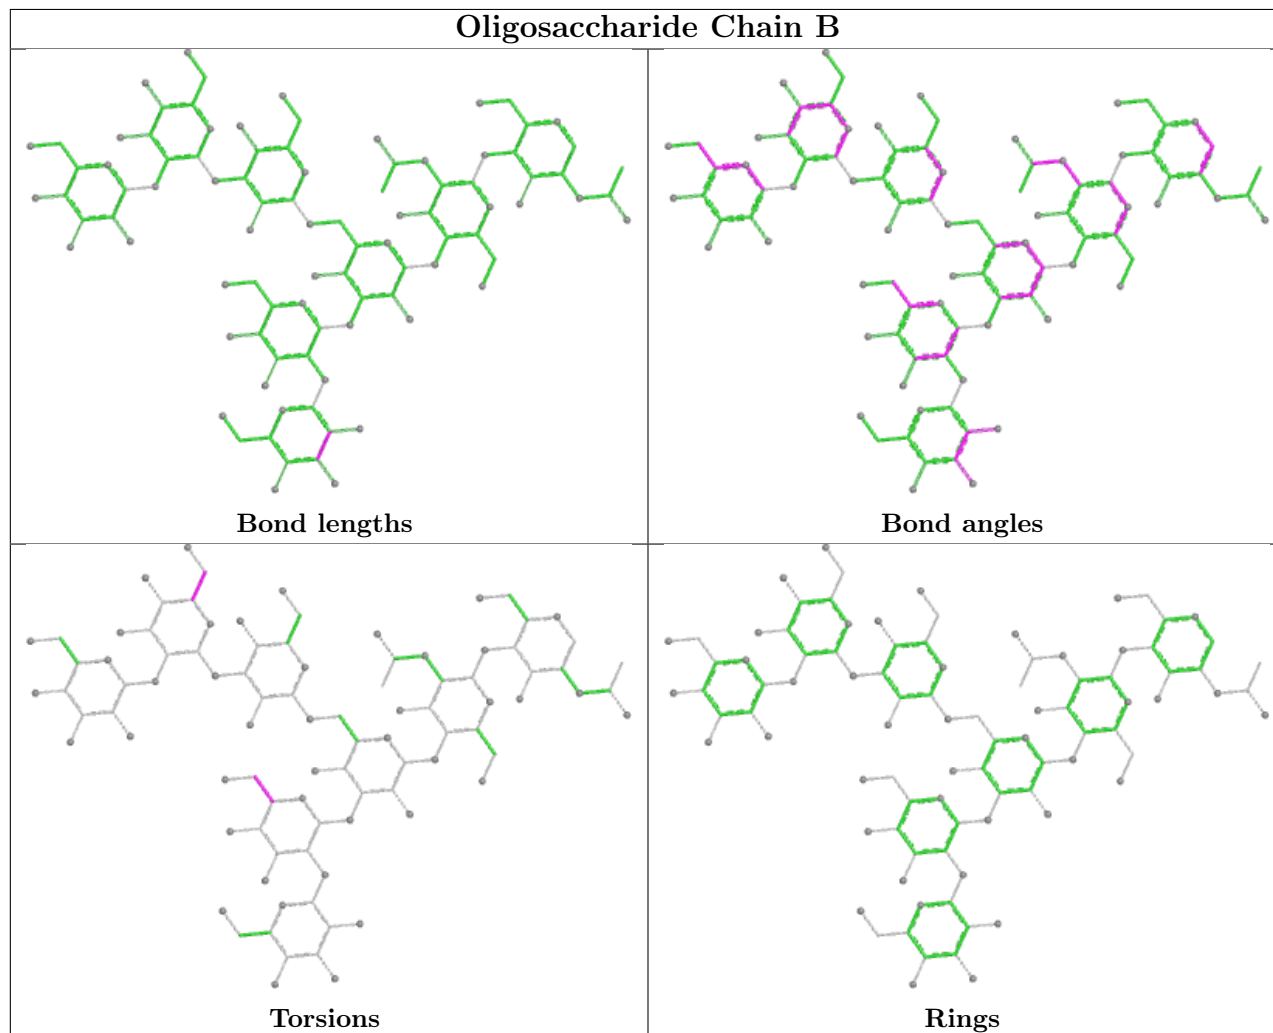 Oligosaccharide Chain B
Bond lengths
Bond angles
Torsions
Rings